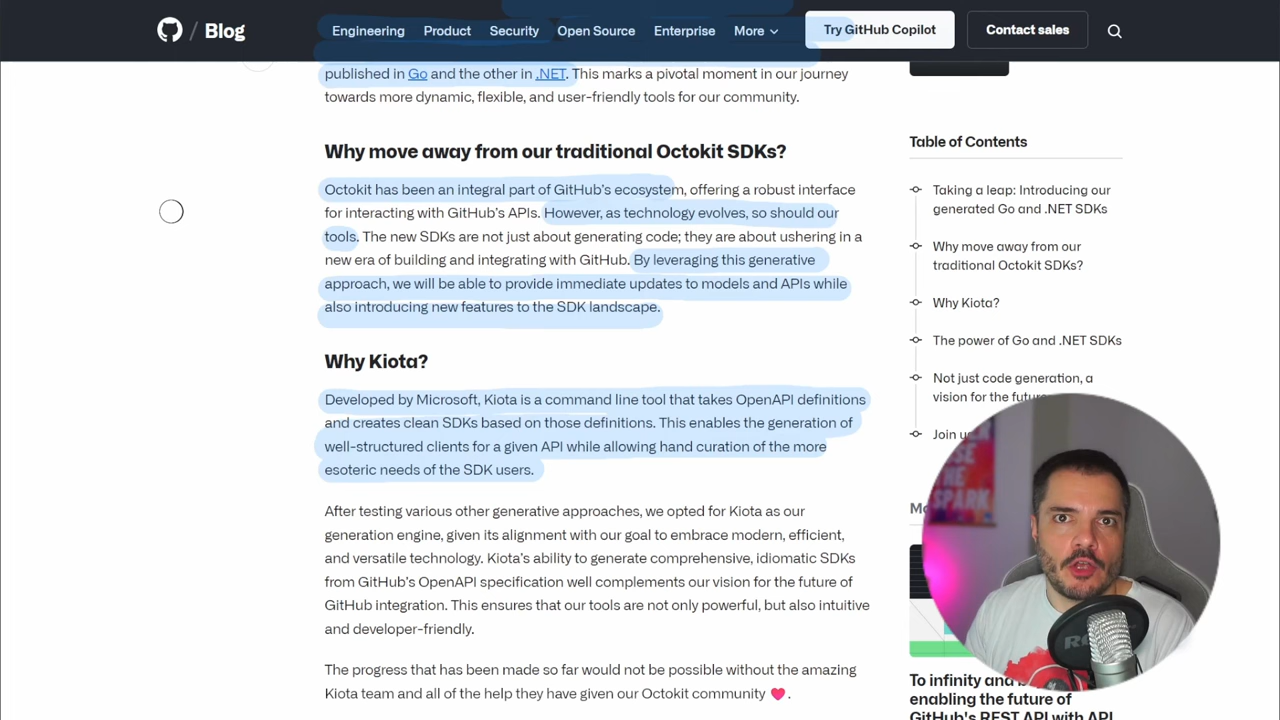 / Blog
Engineering Product Security Open Source Enterprise More
Try GitHub Copilot
Contact sales
published in Go and the other in .NET. This marks a pivotal moment in our journey
towards more dynamic, flexible, and user-friendly tools for our community.
Why move away from our traditional Octokit SDKs?
Octokit has been an integral part of GitHub's ecosystem, offering a robust interface
for interacting with GitHub's APIs. However, as technology evolves, so should our
tools. The new SDKs are not just about generating code; they are about ushering in a
new era of building and integrating with GitHub. By leveraging this generative
approach, we will be able to provide immediate updates to models and APIs while
also introducing new features to the SDK landscape.
Why Kiota?
Developed by Microsoft, Kiota is a command line tool that takes OpenAPI definitions
and creates clean SDKs based on those definitions. This enables the generation of
well-structured clients for a given API while allowing hand curation of the more
esoteric needs of the SDK users.
After testing various other generative approaches, we opted for Kiota as our
generation engine, given its alignment with our goal to embrace modern, efficient,
and versatile technology. Kiota's ability to generate comprehensive, idiomatic SDKs
from GitHub's OpenAPI specification well complements our vision for the future of
GitHub integration. This ensures that our tools are not only powerful, but also intuitive
and developer-friendly.
The progress that has been made so far would not be possible without the amazing
Kiota team and all of the help they have given our Octokit community ❤️.
Table of Contents
Taking a leap: Introducing our
generated Go and .NET SDKs
Why move away from our
traditional Octokit SDKs?
Why Kiota?
The power of Go and .NET SDKs
Not just code generation, a
vision for the future
Join
THE SPARK
To infinity and
enabling the future of
GitHub's REST API with API